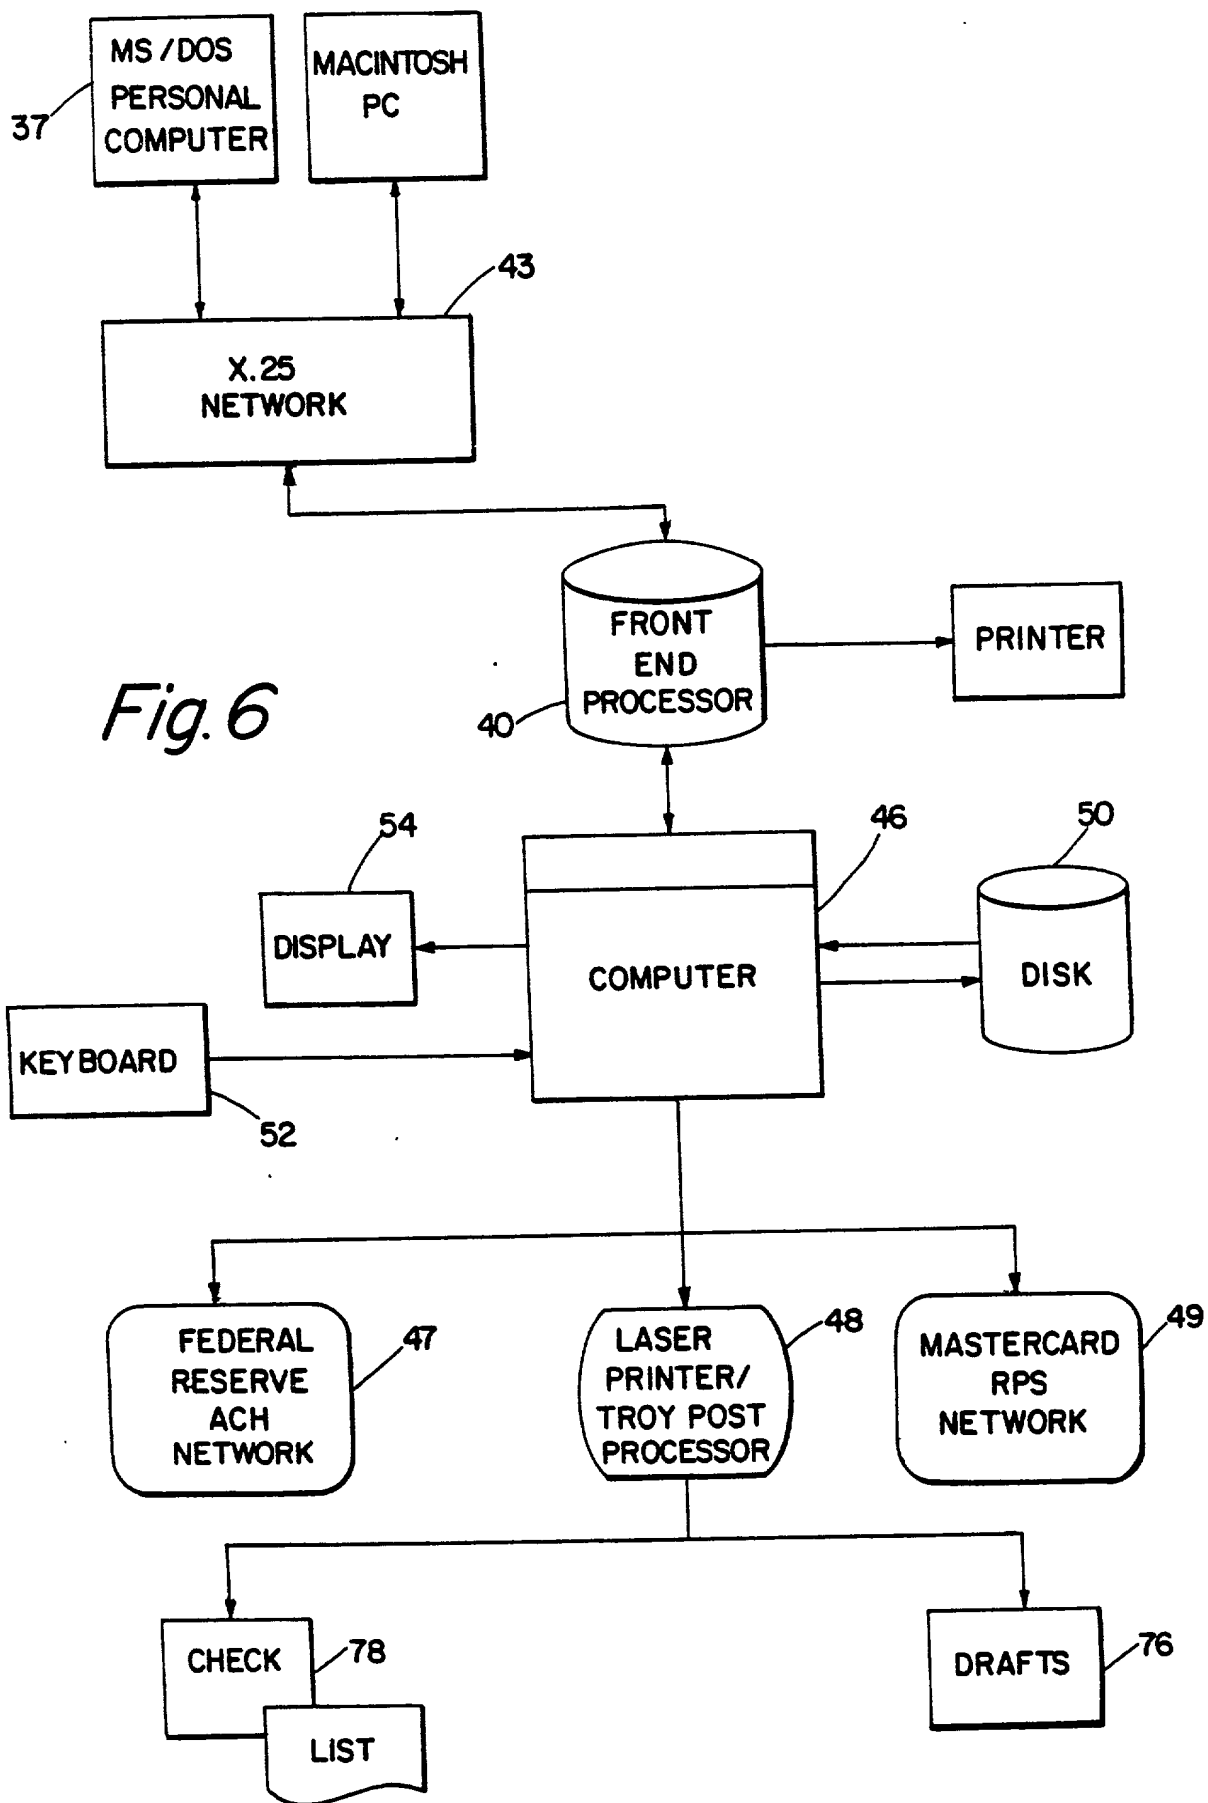 MS/DOS
PERSONAL
COMPUTER
37
MACINTOSH
PC
43
X.25
NETWORK
FRONT
END
PROCESSOR
40
PRINTER
Fig. 6
54
DISPLAY
46
COMPUTER
50
DISK
KEYBOARD
52
FEDERAL
RESERVE
ACH
NETWORK
47
LASER
PRINTER/
TROY POST
PROCESSOR
48
MASTERCARD
RPS
NETWORK
49
CHECK
78
LIST
DRAFTS
76